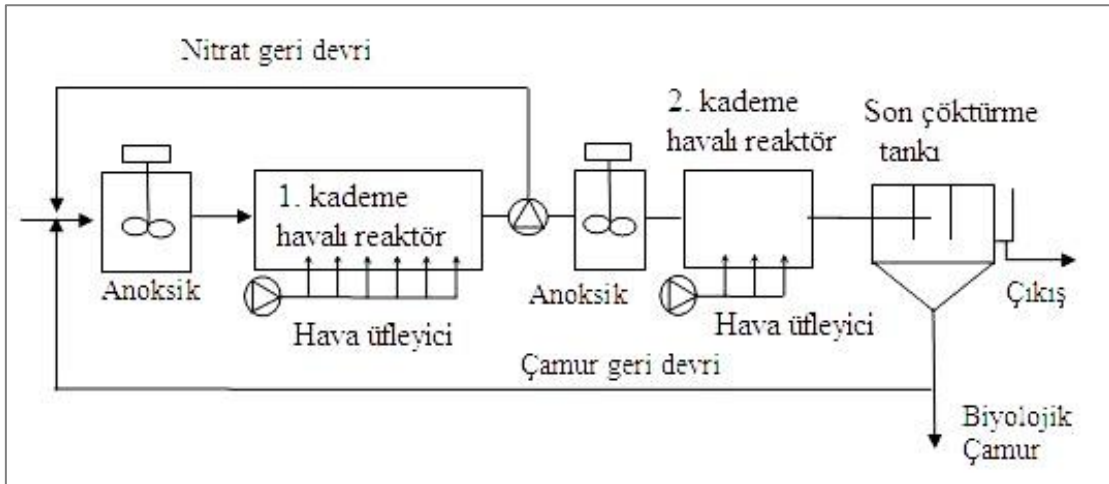 Nitrat geri devri
2. kademe
havalı reaktör
Son çöktürme
tankı
1. kademe
havalı reaktör
Anoksik
Hava üfleyici
Anoksik
Hava üfleyici
Çıkış
Çamur geri devri
Biyolojik
Çamur